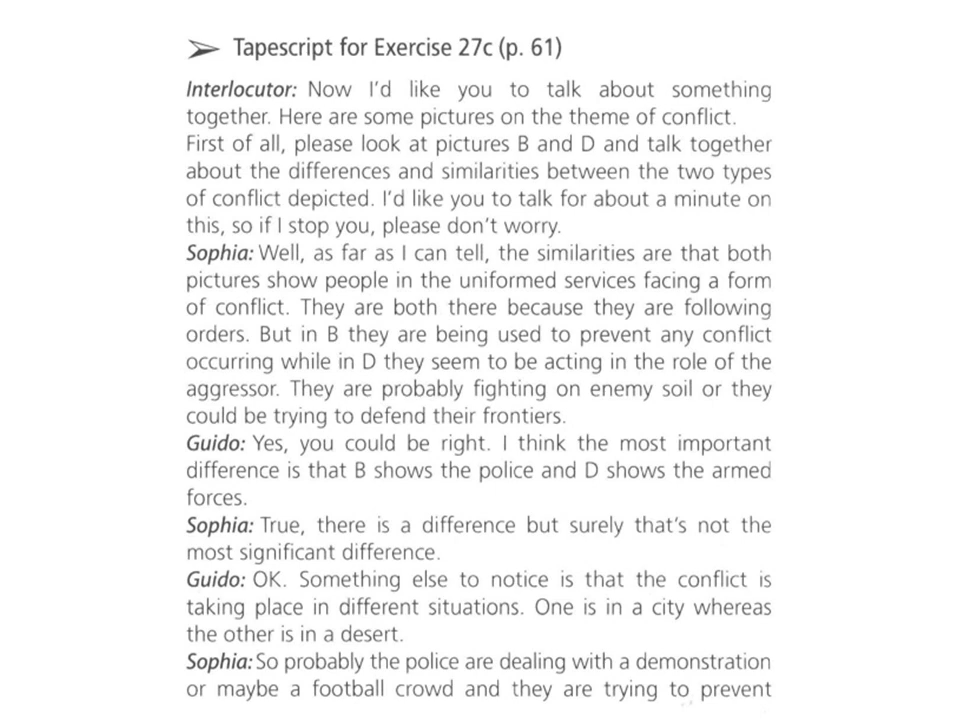 ➢ Tapescript for Exercise 27c (p. 61)
Interlocutor: Now I'd like you to talk about something
together. Here are some pictures on the theme of conflict.
First of all, please look at pictures B and D and talk together
about the differences and similarities between the two types
of conflict depicted. I'd like you to talk for about a minute on
this, so if I stop you, please don't worry.
Sophia: Well, as far as I can tell, the similarities are that both
pictures show people in the uniformed services facing a form
of conflict. They are both there because they are following
orders. But in B they are being used to prevent any conflict
occurring while in D they seem to be acting in the role of the
aggressor. They are probably fighting on enemy soil or they
could be trying to defend their frontiers.
Guido: Yes, you could be right. I think the most important
difference is that B shows the police and D shows the armed
forces.
Sophia: True, there is a difference but surely that's not the
most significant difference.
Guido: OK. Something else to notice is that the conflict is
taking place in different situations. One is in a city whereas
the other is in a desert.
Sophia: So probably the police are dealing with a demonstration
or maybe a football crowd and they are trying to prevent